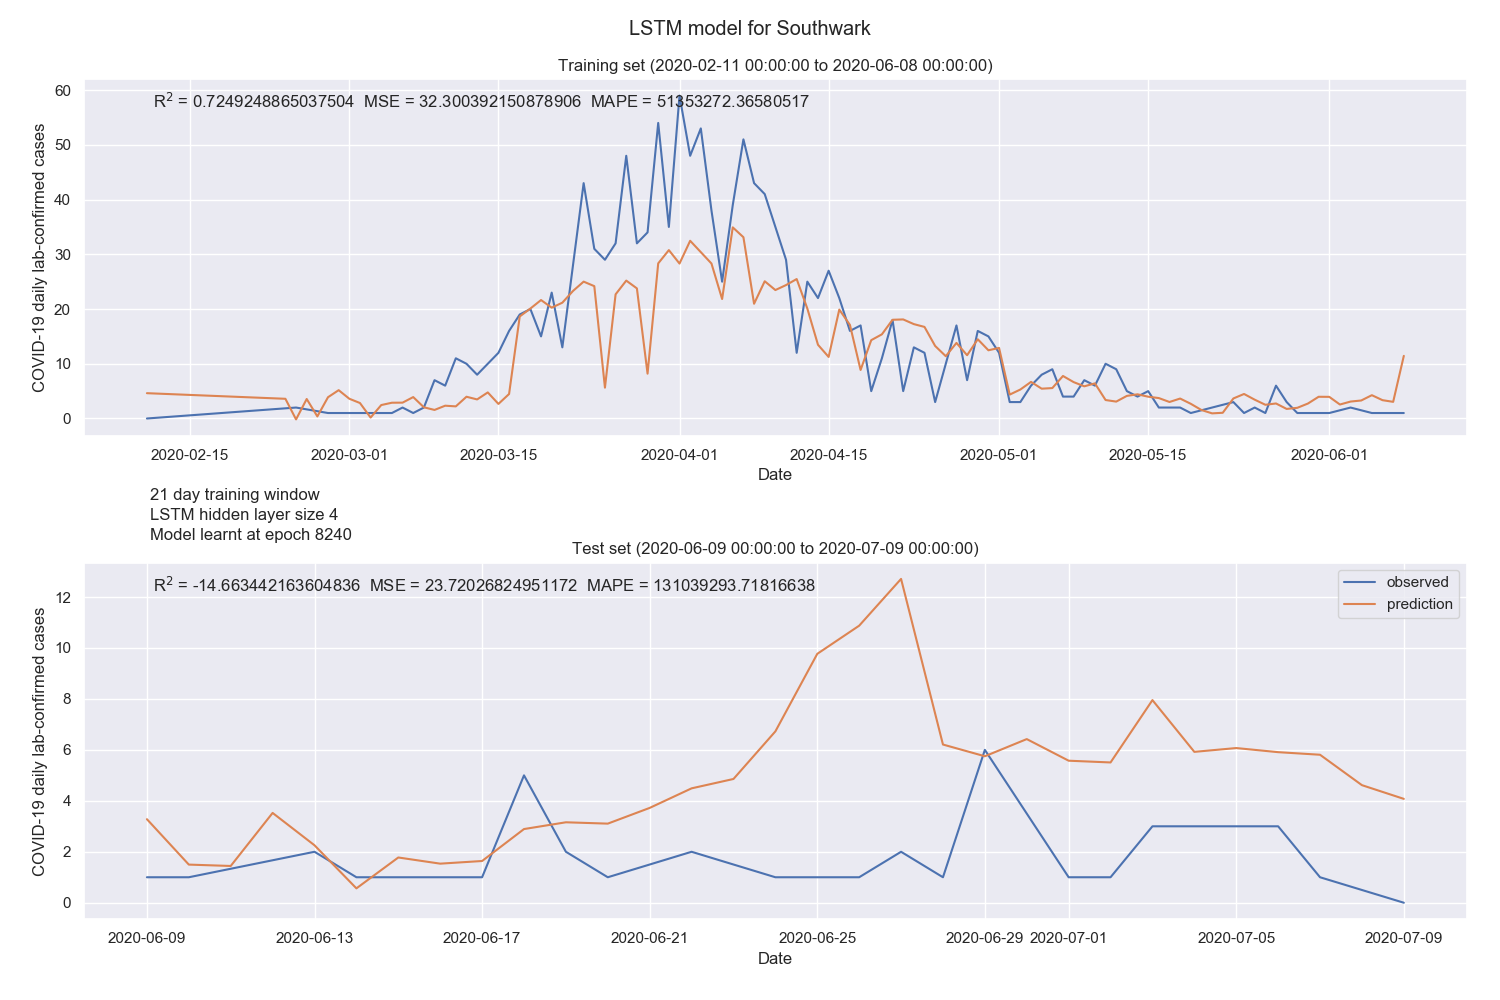 LSTM model for Southwark
Training set (2020-02-11 00:00:00 to 2020-06-08 00:00:00)
R² = 0.7249248865037504 MSE = 32.300392150878906 MAPE = 51353272.36580517
COVID-19 daily lab-confirmed cases
60
50
40
30
20
10
0
2020-02-15 2020-03-01 2020-03-15 2020-04-01 2020-04-15 2020-05-01 2020-05-15 2020-06-01
Date
21 day training window
LSTM hidden layer size 4
Model learnt at epoch 8240
Test set (2020-06-09 00:00:00 to 2020-07-09 00:00:00)
R² = -14.663442163604836 MSE = 23.72026824951172 MAPE = 131039293.71816638
observed
prediction
COVID-19 daily lab-confirmed cases
12
10
8
6
4
2
0
2020-06-09 2020-06-13 2020-06-17 2020-06-21 2020-06-25 2020-06-29 2020-07-01 2020-07-05 2020-07-09
Date